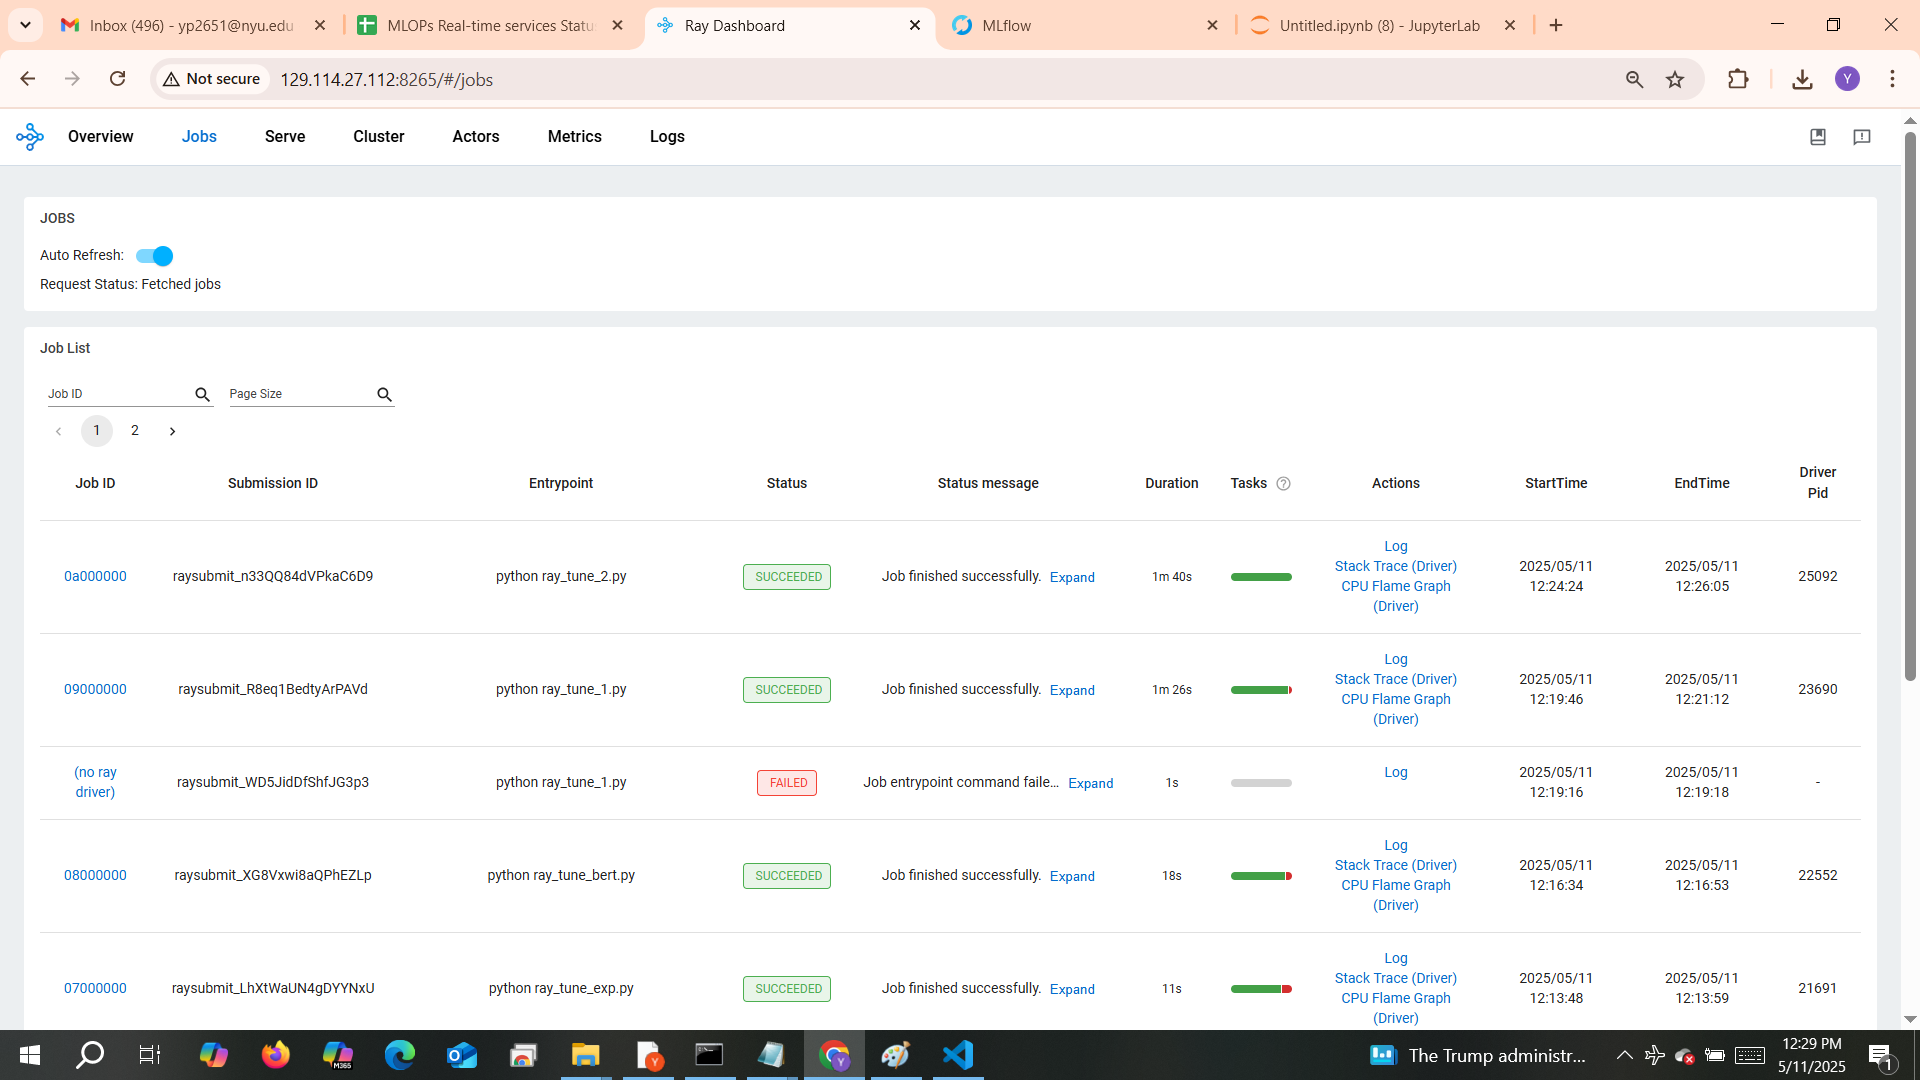 Inbox (496) - yp2651@nyu.edu
MLOPs Real-time services Statu
Ray Dashboard
MLflow
Untitled.ipynb (8) - JupyterLab
Not secure
129.114.27.112:8265/#/jobs
Y
Overview
Jobs
Serve
Cluster
Actors
Metrics
Logs
JOBS
Auto Refresh:
Request Status: Fetched jobs
Job List
Job ID
Page Size
1
2
Job ID
Submission ID
Entrypoint
Status
Status message
Duration
Tasks
Actions
StartTime
EndTime
Driver
Pid
0a000000
raysubmit_n33QQ84dVPkaC6D9
python ray_tune_2.py
SUCCEEDED
Job finished successfully. Expand
1m 40s
Log
Stack Trace (Driver)
CPU Flame Graph
(Driver)
2025/05/11
12:24:24
2025/05/11
12:26:05
25092
09000000
raysubmit_R8eq1BedtyArPAVd
python ray_tune_1.py
SUCCEEDED
Job finished successfully. Expand
1m 26s
Log
Stack Trace (Driver)
CPU Flame Graph
(Driver)
2025/05/11
12:19:46
2025/05/11
12:21:12
23690
(no ray
driver)
raysubmit_WD5JidDfShfJG3p3
python ray_tune_1.py
FAILED
Job entrypoint command faile... Expand
1s
Log
2025/05/11
12:19:16
2025/05/11
12:19:18
-
08000000
raysubmit_XG8Vxwi8aQPhEZLp
python ray_tune_bert.py
SUCCEEDED
Job finished successfully. Expand
18s
Log
Stack Trace (Driver)
CPU Flame Graph
(Driver)
2025/05/11
12:16:34
2025/05/11
12:16:53
22552
07000000
raysubmit_LhXtWaUN4gDYYNxU
python ray_tune_exp.py
SUCCEEDED
Job finished successfully. Expand
11s
Log
Stack Trace (Driver)
CPU Flame Graph
(Driver)
2025/05/11
12:13:48
2025/05/11
12:13:59
21691
M365
The Trump administr...
12:29 PM
5/11/2025
1